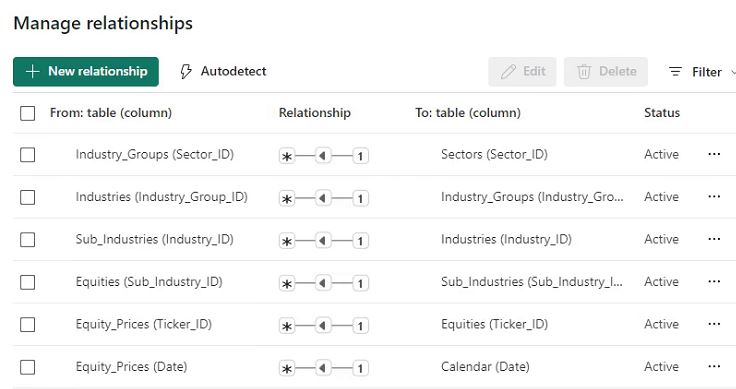 Manage relationships
New relationship Autodetect Edit Delete Filter
From: table (column) Relationship To: table (column) Status
Industry_Groups (Sector_ID) * 1 Sectors (Sector_ID) Active ...
Industries (Industry_Group_ID) * 1 Industry_Groups (Industry_Gro... Active ...
Sub_Industries (Industry_ID) * 1 Industries (Industry_ID) Active ...
Equities (Sub_Industry_ID) * 1 Sub_Industries (Sub_Industry_I... Active ...
Equity_Prices (Ticker_ID) * 1 Equities (Ticker_ID) Active ...
Equity_Prices (Date) * 1 Calendar (Date) Active ...